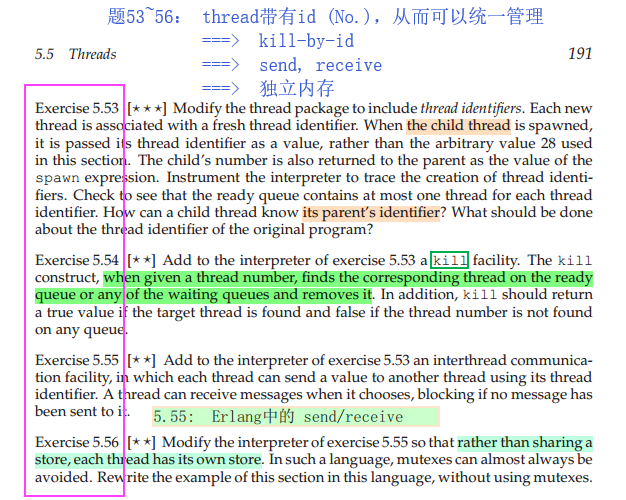 题53~56: thread带有id (No.), 从而可以统一管理
===> kill-by-id
5.5 Threads 191
===> send, receive
===> 独立内存
Exercise 5.53 [⋆ ⋆ ⋆] Modify the thread package to include thread identifiers. Each new
thread is associated with a fresh thread identifier. When the child thread is spawned,
it is passed its thread identifier as a value, rather than the arbitrary value 28 used
in this section. The child's number is also returned to the parent as the value of the
spawn expression. Instrument the interpreter to trace the creation of thread identi-
fiers. Check to see that the ready queue contains at most one thread for each thread
identifier. How can a child thread know its parent's identifier? What should be done
about the thread identifier of the original program?
Exercise 5.54 [⋆ ⋆] Add to the interpreter of exercise 5.53 a kill facility. The kill
construct, when given a thread number, finds the corresponding thread on the ready
queue or any of the waiting queues and removes it. In addition, kill should return
a true value if the target thread is found and false if the thread number is not found
on any queue.
Exercise 5.55 [⋆ ⋆] Add to the interpreter of exercise 5.53 an interthread communica-
tion facility, in which each thread can send a value to another thread using its thread
identifier. A thread can receive messages when it chooses, blocking if no message has
been sent to it.
5.55: Erlang中的 send/receive
Exercise 5.56 [⋆ ⋆] Modify the interpreter of exercise 5.55 so that rather than sharing a
store, each thread has its own store. In such a language, mutexes can almost always be
avoided. Rewrite the example of this section in this language, without using mutexes.